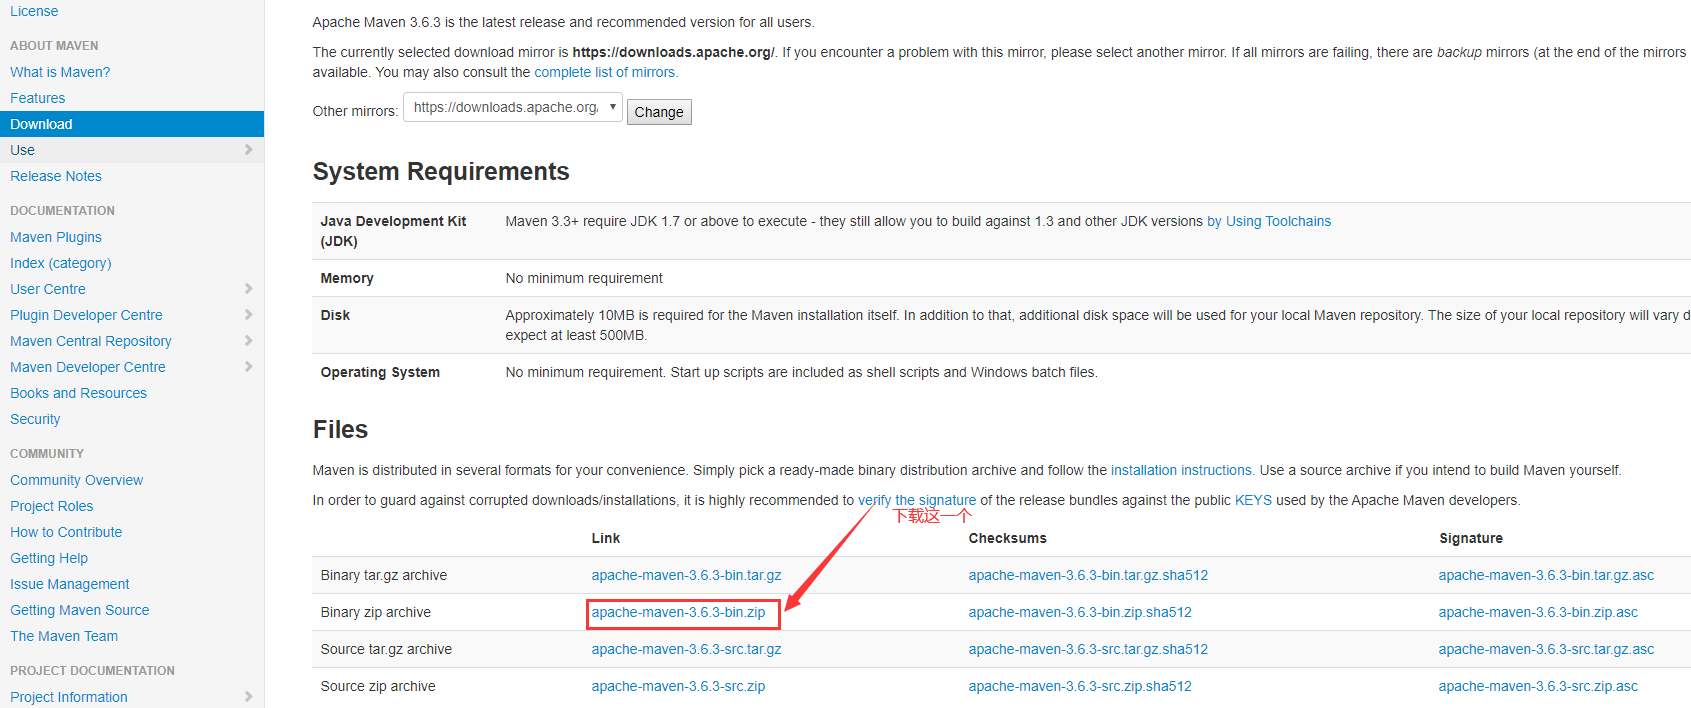 License
ABOUT MAVEN
What is Maven?
Features
Download
Use
Release Notes
DOCUMENTATION
Maven Plugins
Index (category)
User Centre
Plugin Developer Centre
Maven Central Repository
Maven Developer Centre
Books and Resources
Security
COMMUNITY
Community Overview
Project Roles
How to Contribute
Getting Help
Issue Management
Getting Maven Source
The Maven Team
PROJECT DOCUMENTATION
Project Information
Apache Maven 3.6.3 is the latest release and recommended version for all users.
The currently selected download mirror is https://downloads.apache.org/. If you encounter a problem with this mirror, please select another mirror. If all mirrors are failing, there are backup mirrors (at the end of the mirrors
available. You may also consult the complete list of mirrors.
Other mirrors: https://downloads.apache.org/ Change
System Requirements
Java Development Kit Maven 3.3+ require JDK 1.7 or above to execute - they still allow you to build against 1.3 and other JDK versions by Using Toolchains
(JDK)
Memory No minimum requirement
Disk Approximately 10MB is required for the Maven installation itself. In addition to that, additional disk space will be used for your local Maven repository. The size of your local repository will vary d
expect at least 500MB.
Operating System No minimum requirement. Start up scripts are included as shell scripts and Windows batch files.
Files
Maven is distributed in several formats for your convenience. Simply pick a ready-made binary distribution archive and follow the installation instructions. Use a source archive if you intend to build Maven yourself.
In order to guard against corrupted downloads/installations, it is highly recommended to verify the signature of the release bundles against the public KEYS used by the Apache Maven developers.
下载这一个
Link Checksums Signature
Binary tar.gz archive apache-maven-3.6.3-bin.tar.gz apache-maven-3.6.3-bin.tar.gz.sha512 apache-maven-3.6.3-bin.tar.gz.asc
Binary zip archive apache-maven-3.6.3-bin.zip apache-maven-3.6.3-bin.zip.sha512 apache-maven-3.6.3-bin.zip.asc
Source tar.gz archive apache-maven-3.6.3-src.tar.gz apache-maven-3.6.3-src.tar.gz.sha512 apache-maven-3.6.3-src.tar.gz.asc
Source zip archive apache-maven-3.6.3-src.zip apache-maven-3.6.3-src.zip.sha512 apache-maven-3.6.3-src.zip.asc